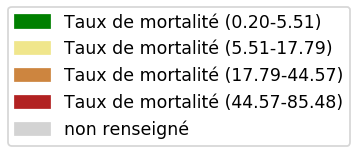 Taux de mortalité (0.20-5.51)
Taux de mortalité (5.51-17.79)
Taux de mortalité (17.79-44.57)
Taux de mortalité (44.57-85.48)
non renseigné